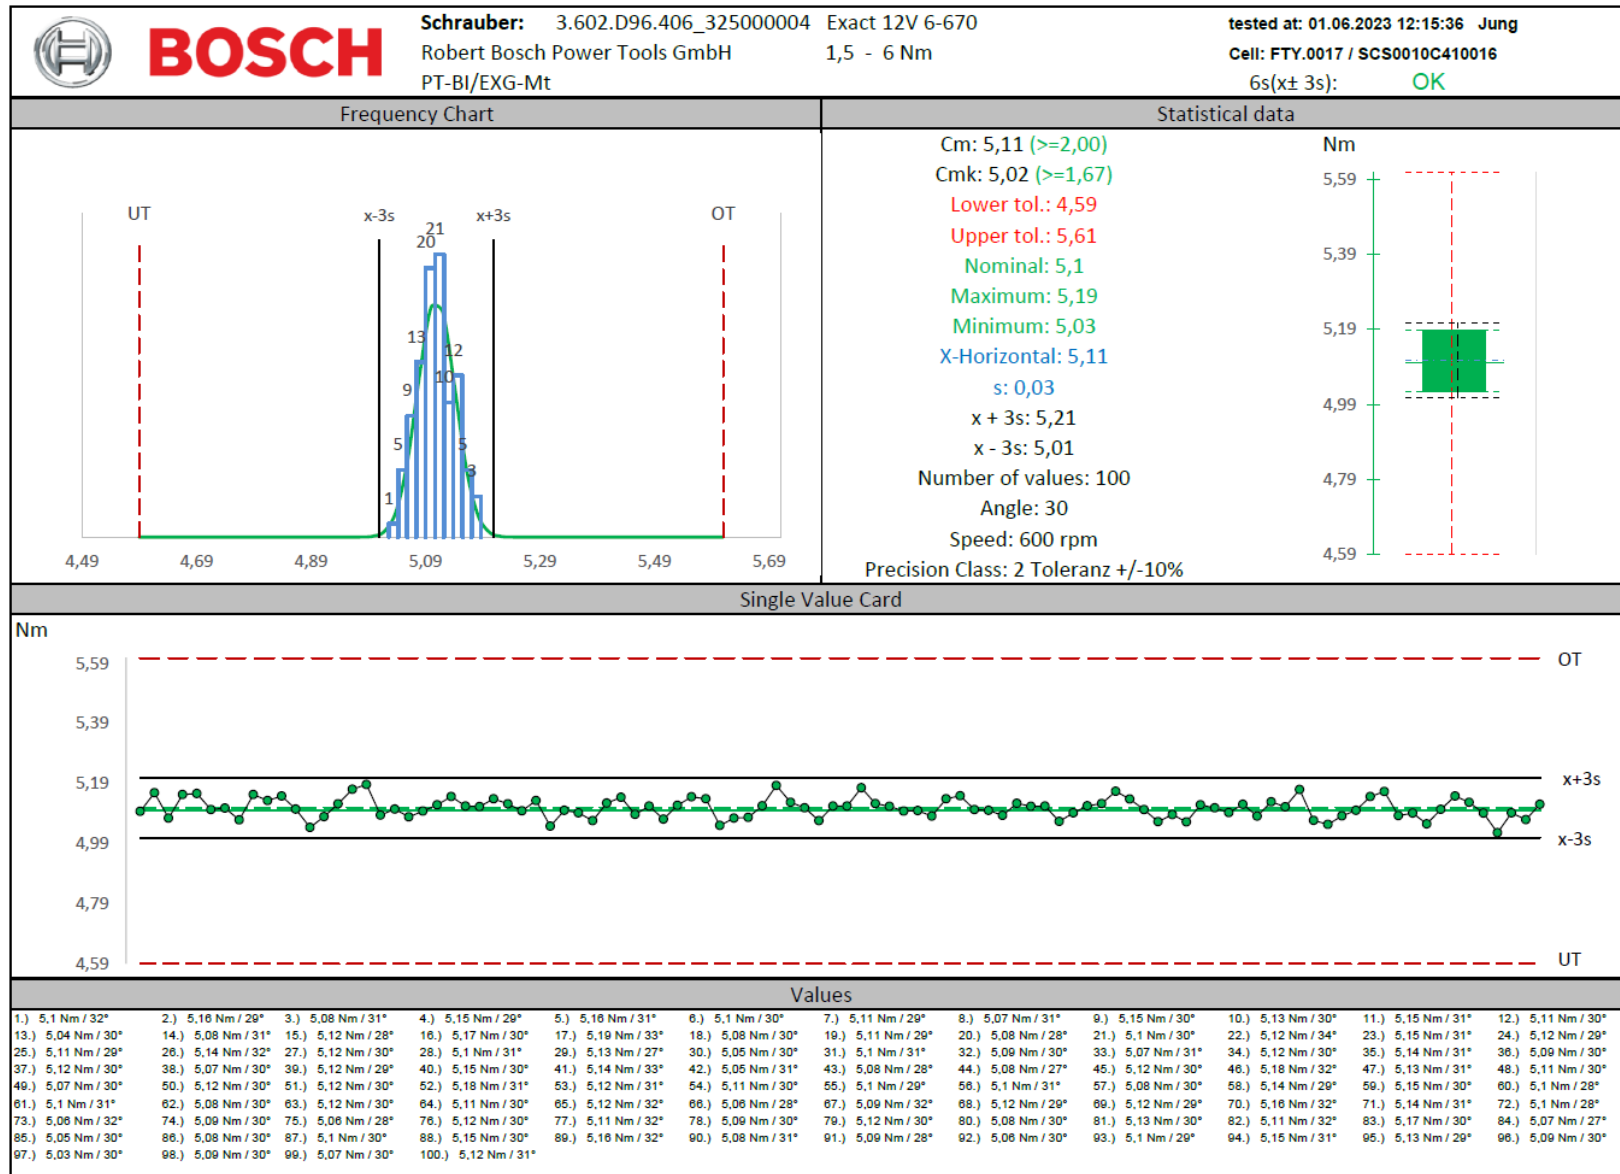 BOSCH
Schrauber: 3.602.D96.406_325000004 Exact 12V 6-670
Robert Bosch Power Tools GmbH 1,5 - 6 Nm
PT-BI/EXG-Mt
tested at: 01.06.2023 12:15:36 Jung
Cell: FTY.0017 / SCS0010C410016
6s(x± 3s): OK
Frequency Chart
UT
x-3s
x+3s
OT
21
20
13
12
10
9
5
5
3
1
4,49 4,69 4,89 5,09 5,29 5,49 5,69
Statistical data
Cm: 5,11 (>=2,00)
Cmk: 5,02 (>=1,67)
Lower tol.: 4,59
Upper tol.: 5,61
Nominal: 5,1
Maximum: 5,19
Minimum: 5,03
X-Horizontal: 5,11
s: 0,03
x + 3s: 5,21
x - 3s: 5,01
Number of values: 100
Angle: 30
Speed: 600 rpm
Precision Class: 2 Toleranz +/-10%
Nm
5,59
5,39
5,19
4,99
4,79
4,59
Single Value Card
Nm
5,59
5,39
5,19
4,99
4,79
4,59
OT
x+3s
x-3s
UT
Values
1.) 5,1 Nm / 32° 2.) 5,16 Nm / 29° 3.) 5,08 Nm / 31° 4.) 5,15 Nm / 29° 5.) 5,16 Nm / 31° 6.) 5,1 Nm / 30° 7.) 5,11 Nm / 29° 8.) 5,07 Nm / 31° 9.) 5,15 Nm / 30° 10.) 5,13 Nm / 30° 11.) 5,15 Nm / 31° 12.) 5,11 Nm / 30°
13.) 5,04 Nm / 30° 14.) 5,08 Nm / 31° 15.) 5,12 Nm / 28° 16.) 5,17 Nm / 30° 17.) 5,19 Nm / 33° 18.) 5,08 Nm / 30° 19.) 5,11 Nm / 29° 20.) 5,08 Nm / 28° 21.) 5,1 Nm / 30° 22.) 5,12 Nm / 34° 23.) 5,15 Nm / 31° 24.) 5,12 Nm / 29°
25.) 5,11 Nm / 29° 26.) 5,14 Nm / 32° 27.) 5,12 Nm / 30° 28.) 5,1 Nm / 31° 29.) 5,13 Nm / 27° 30.) 5,05 Nm / 30° 31.) 5,1 Nm / 31° 32.) 5,09 Nm / 30° 33.) 5,07 Nm / 31° 34.) 5,12 Nm / 30° 35.) 5,14 Nm / 31° 36.) 5,09 Nm / 30°
37.) 5,12 Nm / 30° 38.) 5,07 Nm / 30° 39.) 5,12 Nm / 29° 40.) 5,15 Nm / 30° 41.) 5,14 Nm / 33° 42.) 5,05 Nm / 31° 43.) 5,08 Nm / 28° 44.) 5,08 Nm / 27° 45.) 5,12 Nm / 30° 46.) 5,18 Nm / 32° 47.) 5,13 Nm / 31° 48.) 5,11 Nm / 30°
49.) 5,07 Nm / 30° 50.) 5,12 Nm / 30° 51.) 5,12 Nm / 30° 52.) 5,18 Nm / 31° 53.) 5,12 Nm / 31° 54.) 5,11 Nm / 30° 55.) 5,1 Nm / 29° 56.) 5,1 Nm / 31° 57.) 5,08 Nm / 30° 58.) 5,14 Nm / 29° 59.) 5,15 Nm / 30° 60.) 5,1 Nm / 28°
61.) 5,1 Nm / 31° 62.) 5,08 Nm / 30° 63.) 5,12 Nm / 30° 64.) 5,11 Nm / 30° 65.) 5,12 Nm / 32° 66.) 5,06 Nm / 28° 67.) 5,09 Nm / 32° 68.) 5,12 Nm / 29° 69.) 5,12 Nm / 29° 70.) 5,16 Nm / 32° 71.) 5,14 Nm / 31° 72.) 5,1 Nm / 28°
73.) 5,06 Nm / 32° 74.) 5,09 Nm / 30° 75.) 5,06 Nm / 28° 76.) 5,12 Nm / 30° 77.) 5,11 Nm / 32° 78.) 5,09 Nm / 30° 79.) 5,12 Nm / 30° 80.) 5,08 Nm / 30° 81.) 5,13 Nm / 30° 82.) 5,11 Nm / 32° 83.) 5,17 Nm / 30° 84.) 5,07 Nm / 27°
85.) 5,05 Nm / 30° 86.) 5,08 Nm / 30° 87.) 5,1 Nm / 30° 88.) 5,15 Nm / 30° 89.) 5,16 Nm / 32° 90.) 5,08 Nm / 31° 91.) 5,09 Nm / 28° 92.) 5,06 Nm / 30° 93.) 5,1 Nm / 29° 94.) 5,15 Nm / 31° 95.) 5,13 Nm / 29° 96.) 5,09 Nm / 30°
97.) 5,03 Nm / 30° 98.) 5,09 Nm / 30° 99.) 5,07 Nm / 30° 100.) 5,12 Nm / 31°